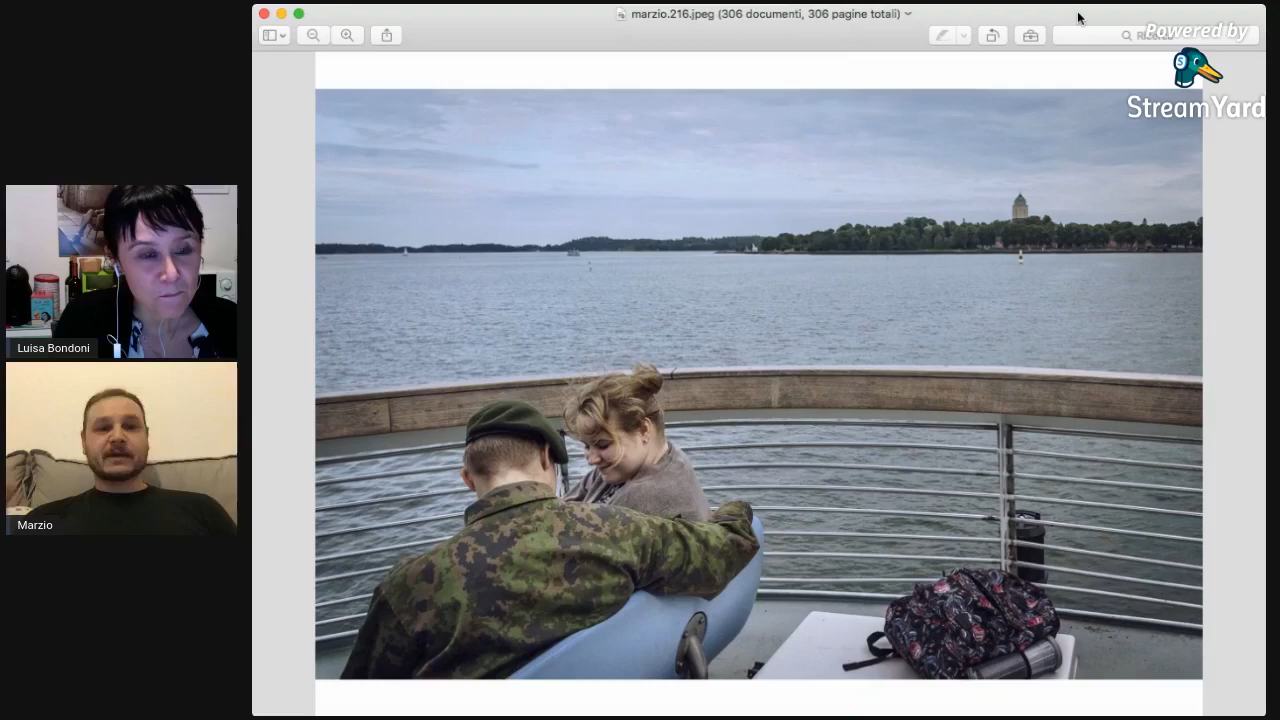 marzio.216.jpeg (306 documenti, 306 pagine totali)
Powered by
StreamYard
Luisa Bondoni
Marzio